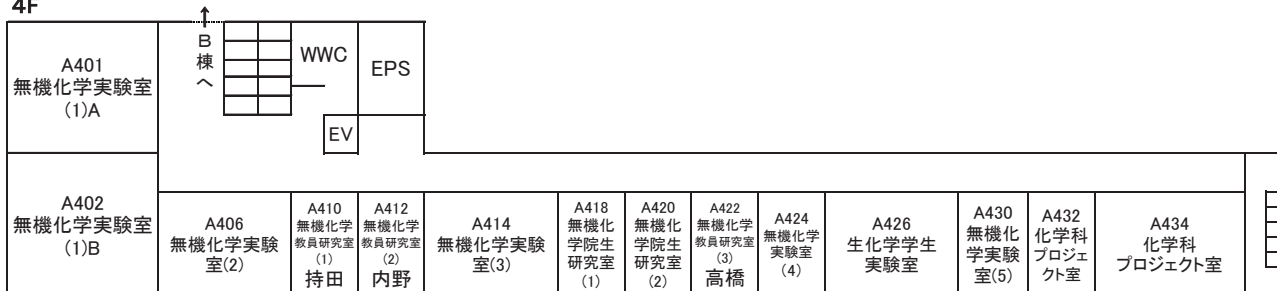 4F
A401
無機化学実験室
(1)A
↑
B
棟
へ
WWC
EPS
EV
A402
無機化学実験室
(1)B
A406
無機化学実験
室(2)
A410
無機化学
教員研究室
(1)
持田
A412
無機化学
教員研究室
(2)
内野
A414
無機化学実験
室(3)
A418
無機化
学院生
研究室
(1)
A420
無機化
学院生
研究室
(2)
A422
無機化学
教員研究室
(3)
高橋
A424
無機化学
実験室
(4)
A426
生化学学生
実験室
A430
無機化
学実験
室(5)
A432
化学科
プロジェ
クト室
A434
化学科
プロジェクト室